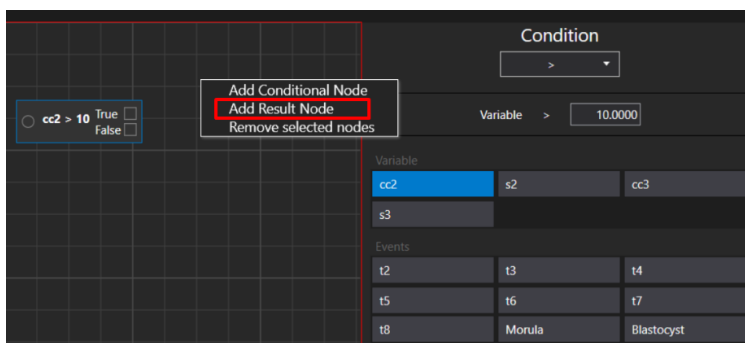 Condition
>
Add Conditional Node
Add Result Node
Remove selected nodes
cc2 > 10 True
False
Variable > 10.0000
Variable
cc2 s2 cc3
s3
Events
t2 t3 t4
t5 t6 t7
t8 Morula Blastocyst